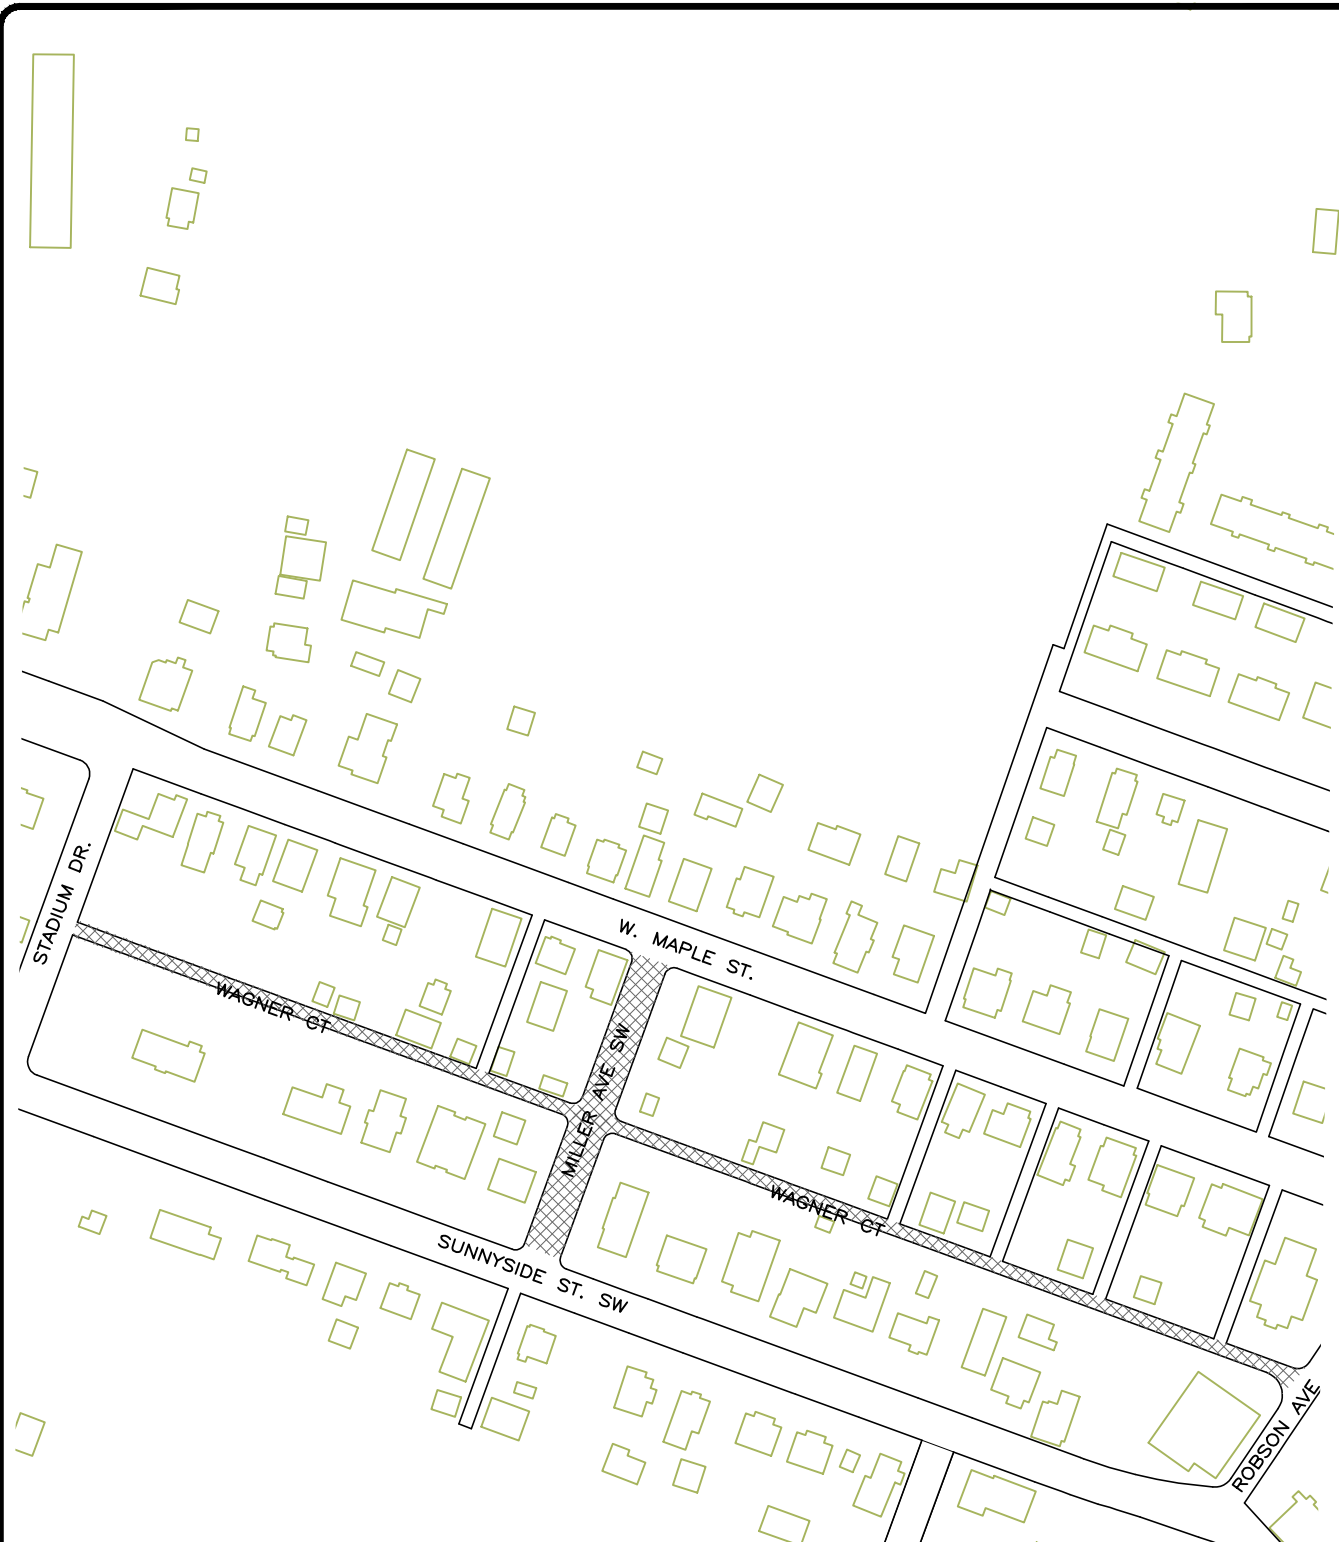 STADIUM DR.
W. MAPLE ST.
WAGNER CT
MILLER AVE SW
WAGNER CT
SUNNYSIDE ST. SW
ROBSON AVE